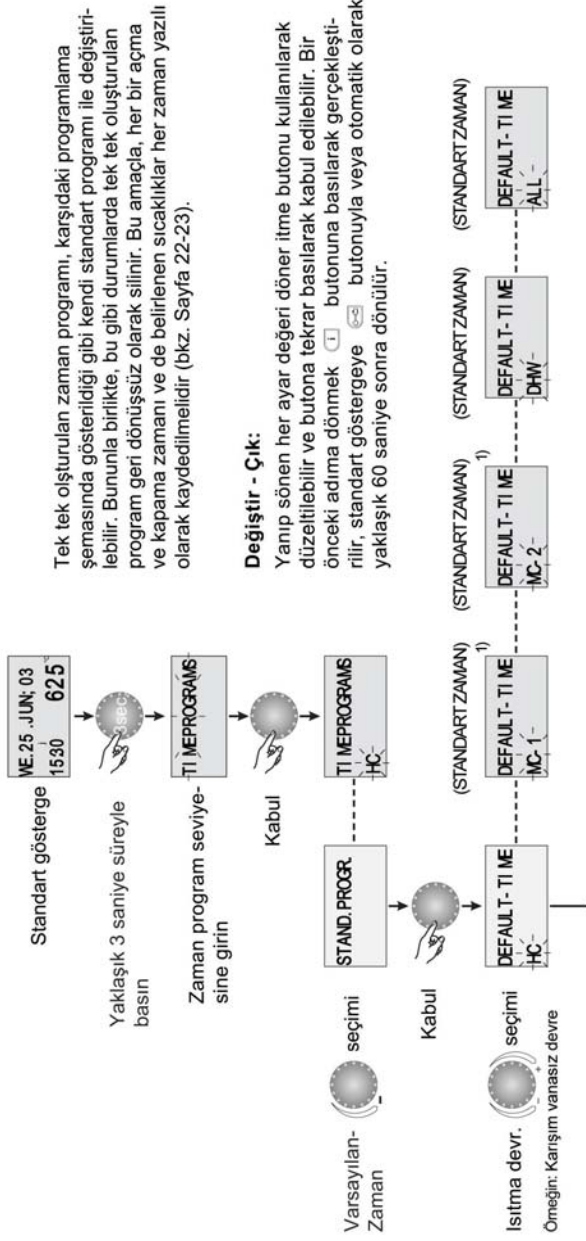 Standart gösterge
WE.25 .JUN; 03
1530 625
Yaklaşık 3 saniye süreyle
basın
3sec
Zaman program seviye-
sine girin
TI MEPROGRAMS
Kabul
Varsayılan-
Zaman
-
seçimi
STAND. PROGR.
TI MEPROGRAMS
HC
Kabul
Isıtma devr.
- +
seçimi
Örneğin: Karışım vanasız devre
DEFAULT- TI ME
HC
(STANDART ZAMAN)
1)
DEFAULT- TI ME
MC- 1
(STANDART ZAMAN)
1)
DEFAULT- TI ME
MC- 2
(STANDART ZAMAN)
DEFAULT- TI ME
DHW
(STANDART ZAMAN)
DEFAULT- TI ME
ALL
Tek tek olşturulan zaman programı, karşıdaki programlama
şemasında gösterildiği gibi kendi standart programı ile değiştiri-
lebilir. Bununla birlikte, bu gibi durumlarda tek tek oluşturulan
program geri dönüşsüz olarak silinir. Bu amaçla, her bir açma
ve kapama zamanı ve de belirlenen sıcaklıklar her zaman yazılı
olarak kaydedilmelidir (bkz. Sayfa 22-23).
Değiştir - Çık:
Yanıp sönen her ayar değeri döner itme butonu kullanılarak
düzeltilebilir ve butona tekrar basılarak kabul edilebilir. Bir
önceki adıma dönmek i butonuna basılarak gerçekleşti-
rilir, standart göstergeye butonuyla veya otomatik olarak
yaklaşık 60 saniye sonra dönülür.